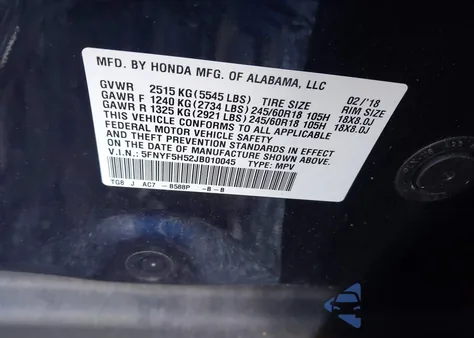 MFD. BY HONDA MFG. OF ALABAMA, LLC 02/'18
GVWR 2515 KG (5545 LBS) TIRE SIZE RIM SIZE
GAWR F 1240 KG (2734 LBS) 245/60R18 105H 18X8.0J
GAWR R 1325 KG (2921 LBS) 245/60R18 105H 18X8.0J
THIS VEHICLE CONFORMS TO ALL APPLICABLE
FEDERAL MOTOR VEHICLE SAFETY STANDARDS IN EFFECT ON THE
DATE OF MANUFACTURE SHOWN ABOVE.
V.I.N.: 5FNYF5H52JB010045 TYPE: MPV
TG8 J AC7 - B588P -B-B